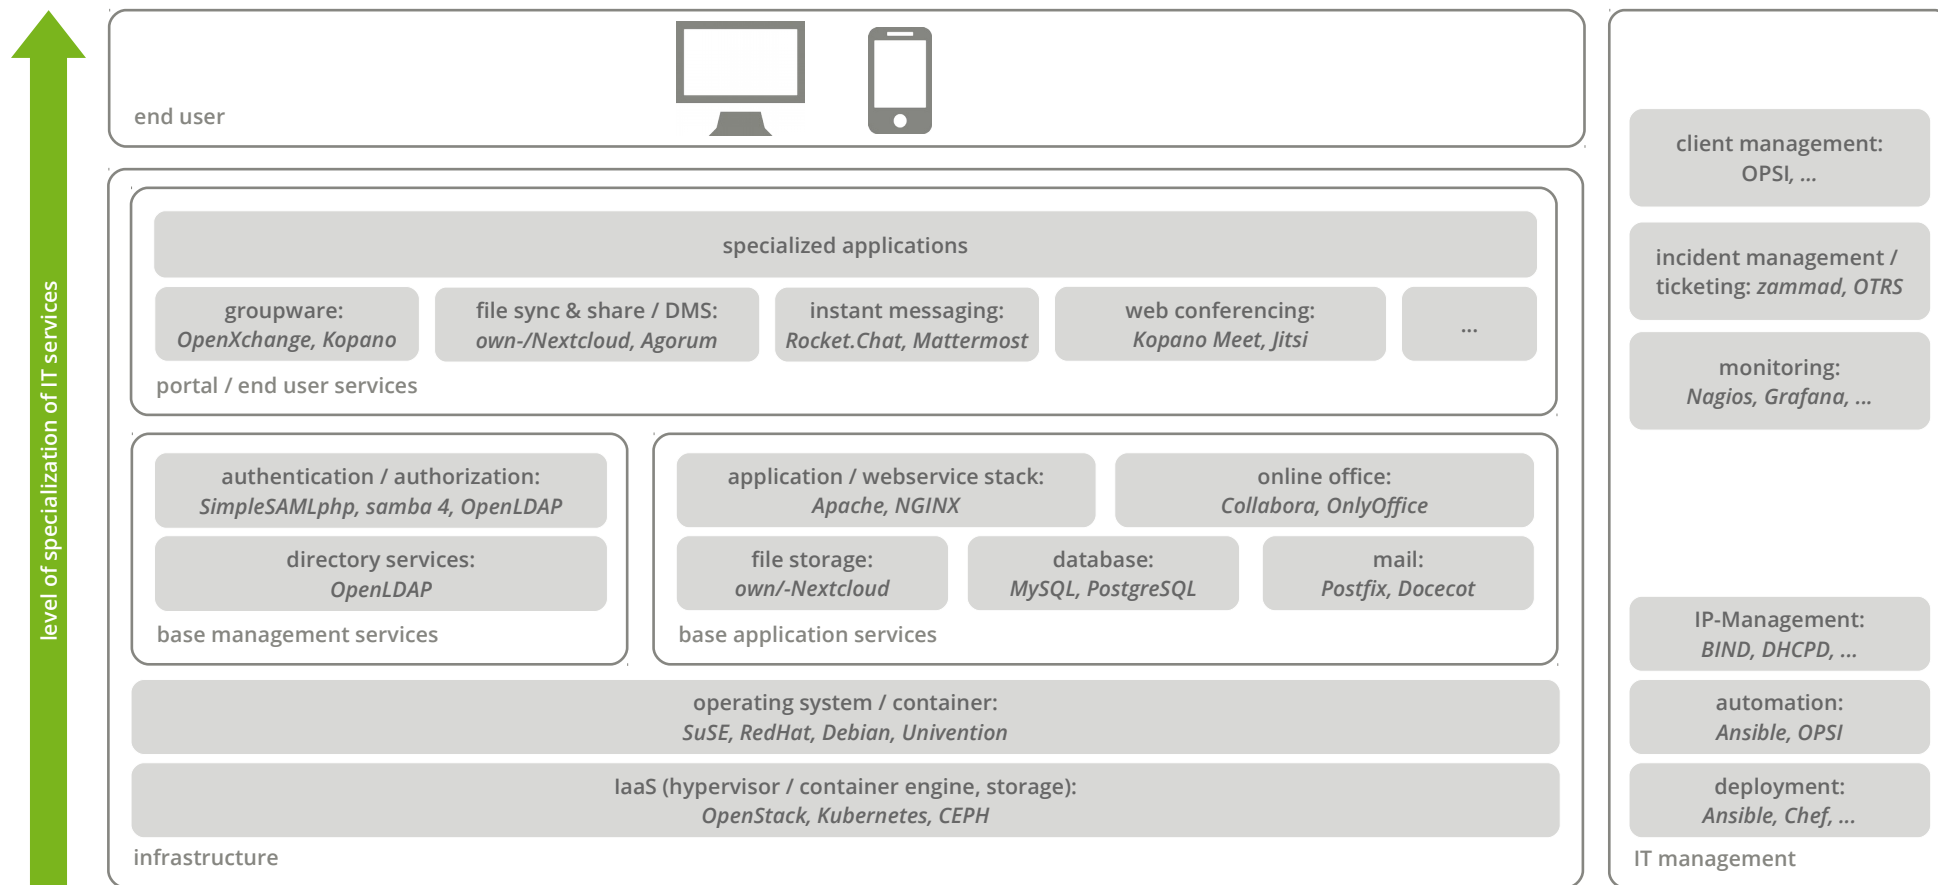 level of specialization of IT services
end user
specialized applications
groupware:
OpenXchange, Kopano
file sync & share / DMS:
own-/Nextcloud, Agorum
instant messaging:
Rocket.Chat, Mattermost
web conferencing:
Kopano Meet, Jitsi
...
portal / end user services
authentication / authorization:
SimpleSAMLphp, samba 4, OpenLDAP
directory services:
OpenLDAP
base management services
application / webservice stack:
Apache, NGINX
online office:
Collabora, OnlyOffice
file storage:
own/-Nextcloud
database:
MySQL, PostgreSQL
mail:
Postfix, Docecot
base application services
operating system / container:
SuSE, RedHat, Debian, Univention
IaaS (hypervisor / container engine, storage):
OpenStack, Kubernetes, CEPH
infrastructure
client management:
OPSI, ...
incident management /
ticketing: zammad, OTRS
monitoring:
Nagios, Grafana, ...
IP-Management:
BIND, DHCPD, ...
automation:
Ansible, OPSI
deployment:
Ansible, Chef, ...
IT management